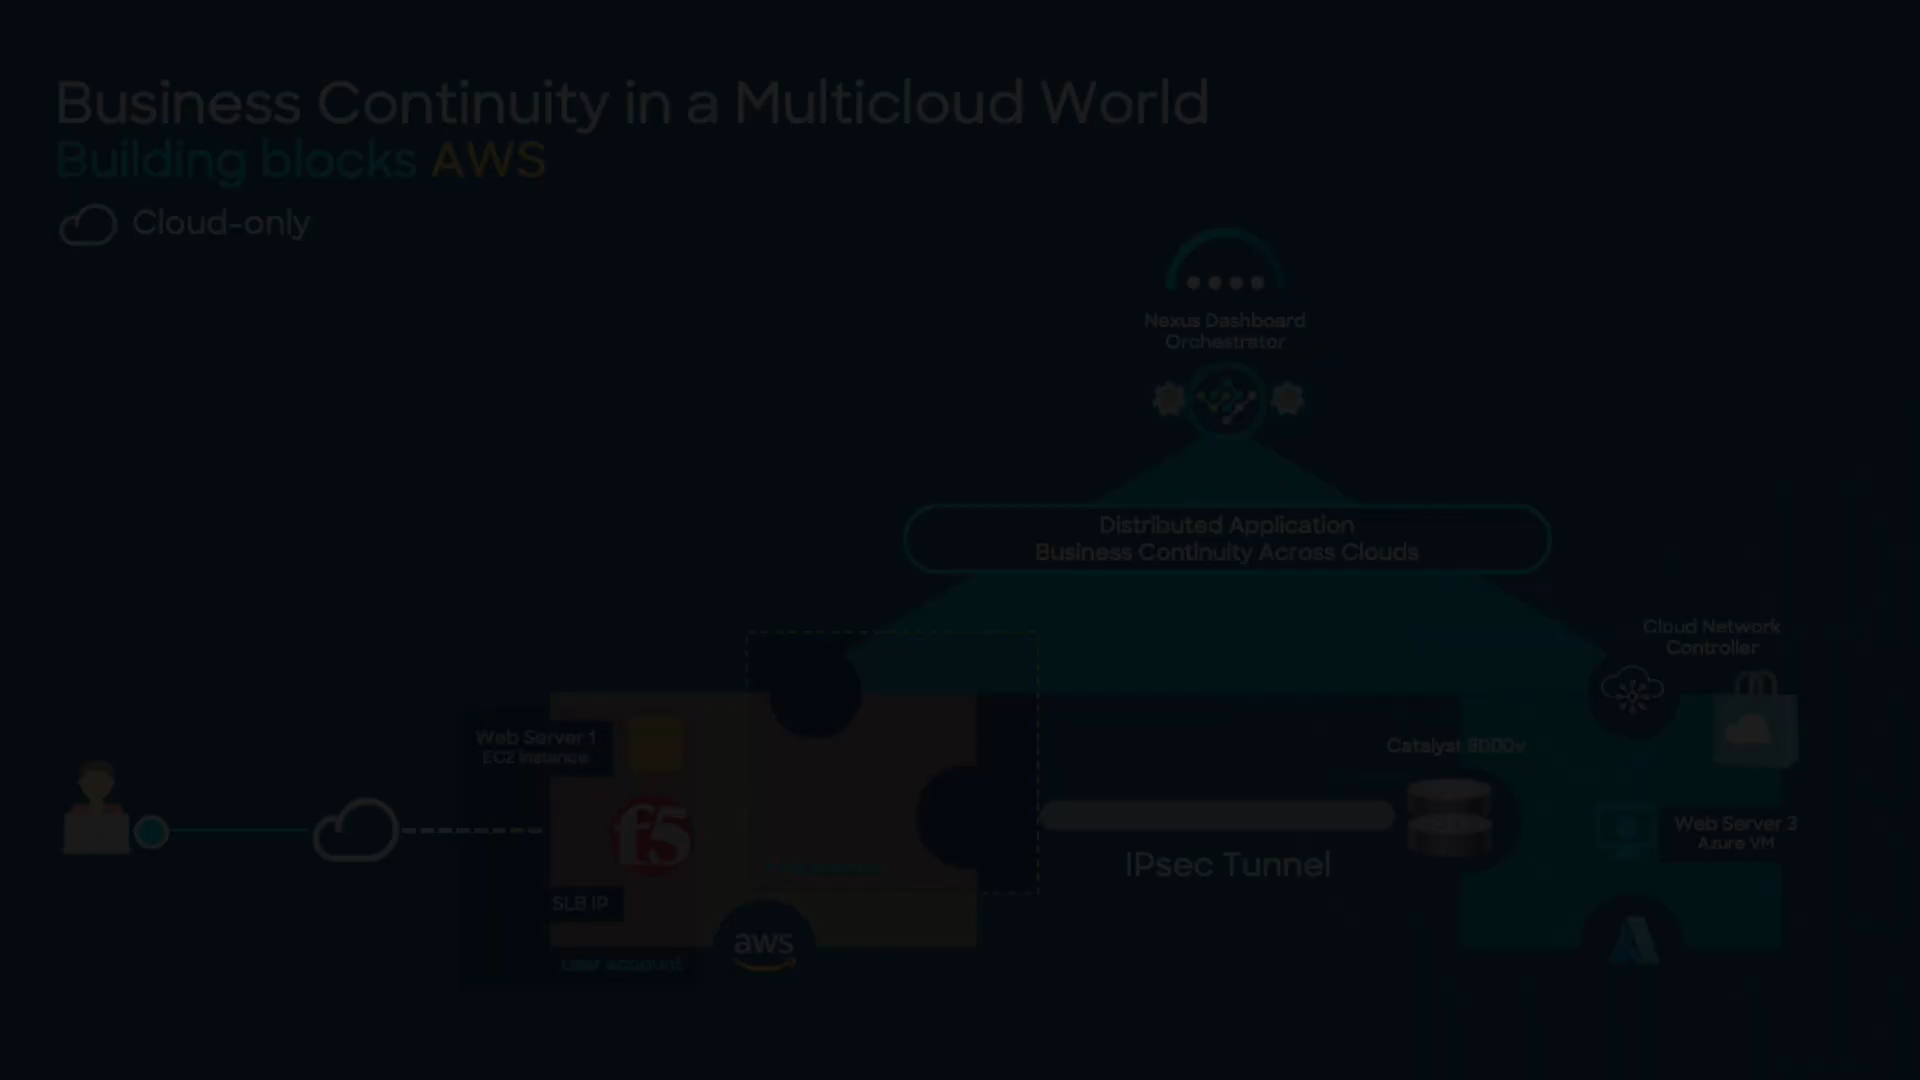 Business Continuity in a Multicloud World
Building blocks AWS
Cloud-only
Nexus Dashboard
Orchestrator
Distributed Application
Business Continuity Across Clouds
Cloud Network
Controller
Web Server 1
EC2 Instance
Catalyst 8000v
f5
Web Server 3
Azure VM
IPsec Tunnel
SLB IP
aws
User account